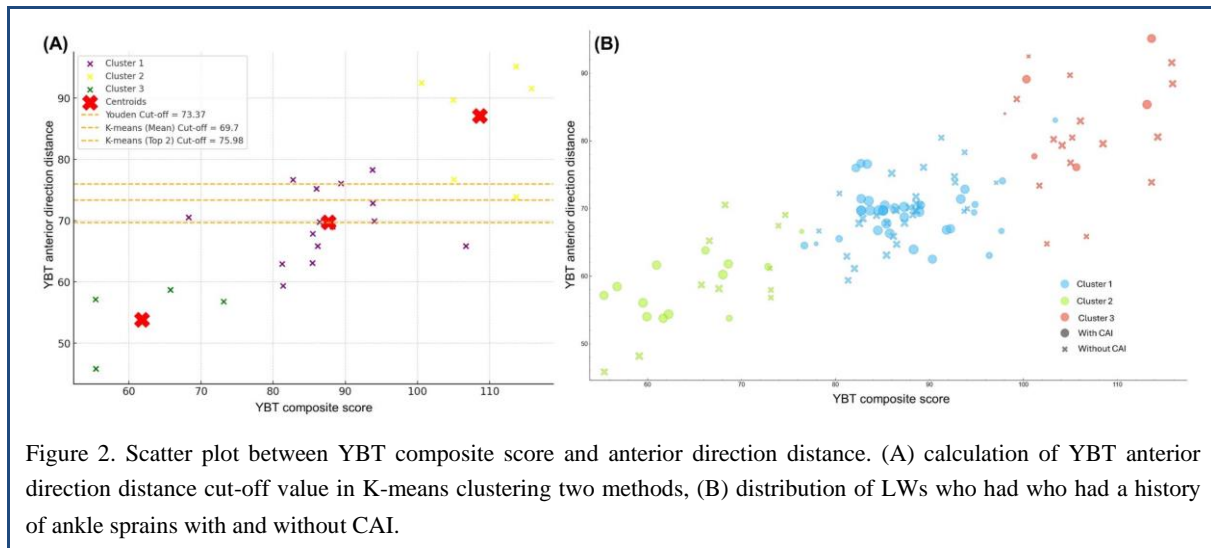 (A)
Cluster 1
Cluster 2
Cluster 3
Centroids
Youden Cut-off = 73.37
K-means (Mean) Cut-off = 69.7
K-means (Top 2) Cut-off = 75.98
YBT anterior direction distance
90
80
70
60
50
40
60 70 80 90 100 110
YBT composite score
(B)
YBT anterior direction distance
90
80
70
60
50
60 70 80 90 100 110
YBT composite score
Cluster 1
Cluster 2
Cluster 3
With CAI
Without CAI
Figure 2. Scatter plot between YBT composite score and anterior direction distance. (A) calculation of YBT anterior
direction distance cut-off value in K-means clustering two methods, (B) distribution of LWs who had who had a history
of ankle sprains with and without CAI.